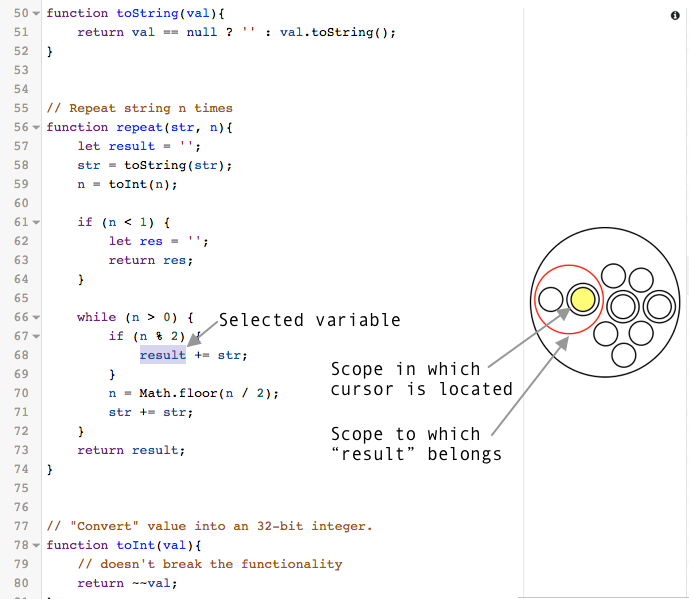 50 function toString(val){
51     return val == null ? '' : val.toString();
52 }
53
54
55 // Repeat string n times
56 function repeat(str, n){
57     let result = '';
58     str = toString(str);
59     n = toInt(n);
60
61     if (n < 1) {
62         let res = '';
63         return res;
64     }
65
66     while (n > 0) {
67         if (n % 2) {
68             result += str;
69         }
70         n = Math.floor(n / 2);
71         str += str;
72     }
73     return result;
74 }
75
76
77 // "Convert" value into an 32-bit integer.
78 function toInt(val){
79     // doesn't break the functionality
80     return ~~val;
Selected variable
Scope in which
cursor is located
Scope to which
“result” belongs